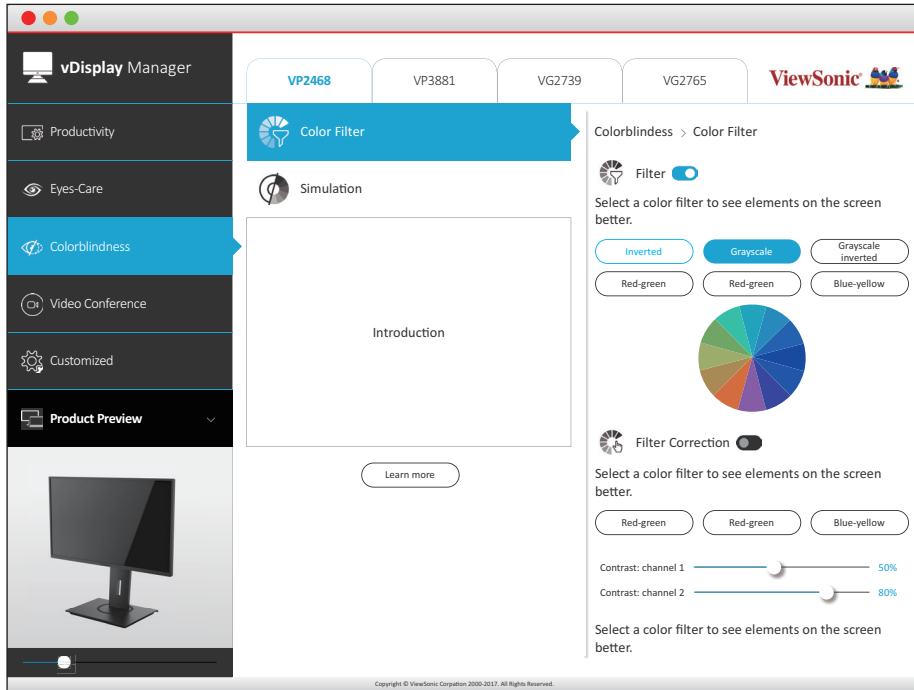 vDisplay Manager
VP2468
VP3881
VG2739
VG2765
ViewSonic
Productivity
Eyes-Care
Colorblindness
Video Conference
Customized
Product Preview
Color Filter
Simulation
Introduction
Learn more
Colorblindess > Color Filter
Filter
Select a color filter to see elements on the screen
better.
Inverted
Grayscale
Grayscale
inverted
Red-green
Red-green
Blue-yellow
Filter Correction
Select a color filter to see elements on the screen
better.
Red-green
Red-green
Blue-yellow
Contrast: channel 1
50%
Contrast: channel 2
80%
Select a color filter to see elements on the screen
better.
Copyright © ViewSonic Corpation 2000-2017. All Rights Reserved.